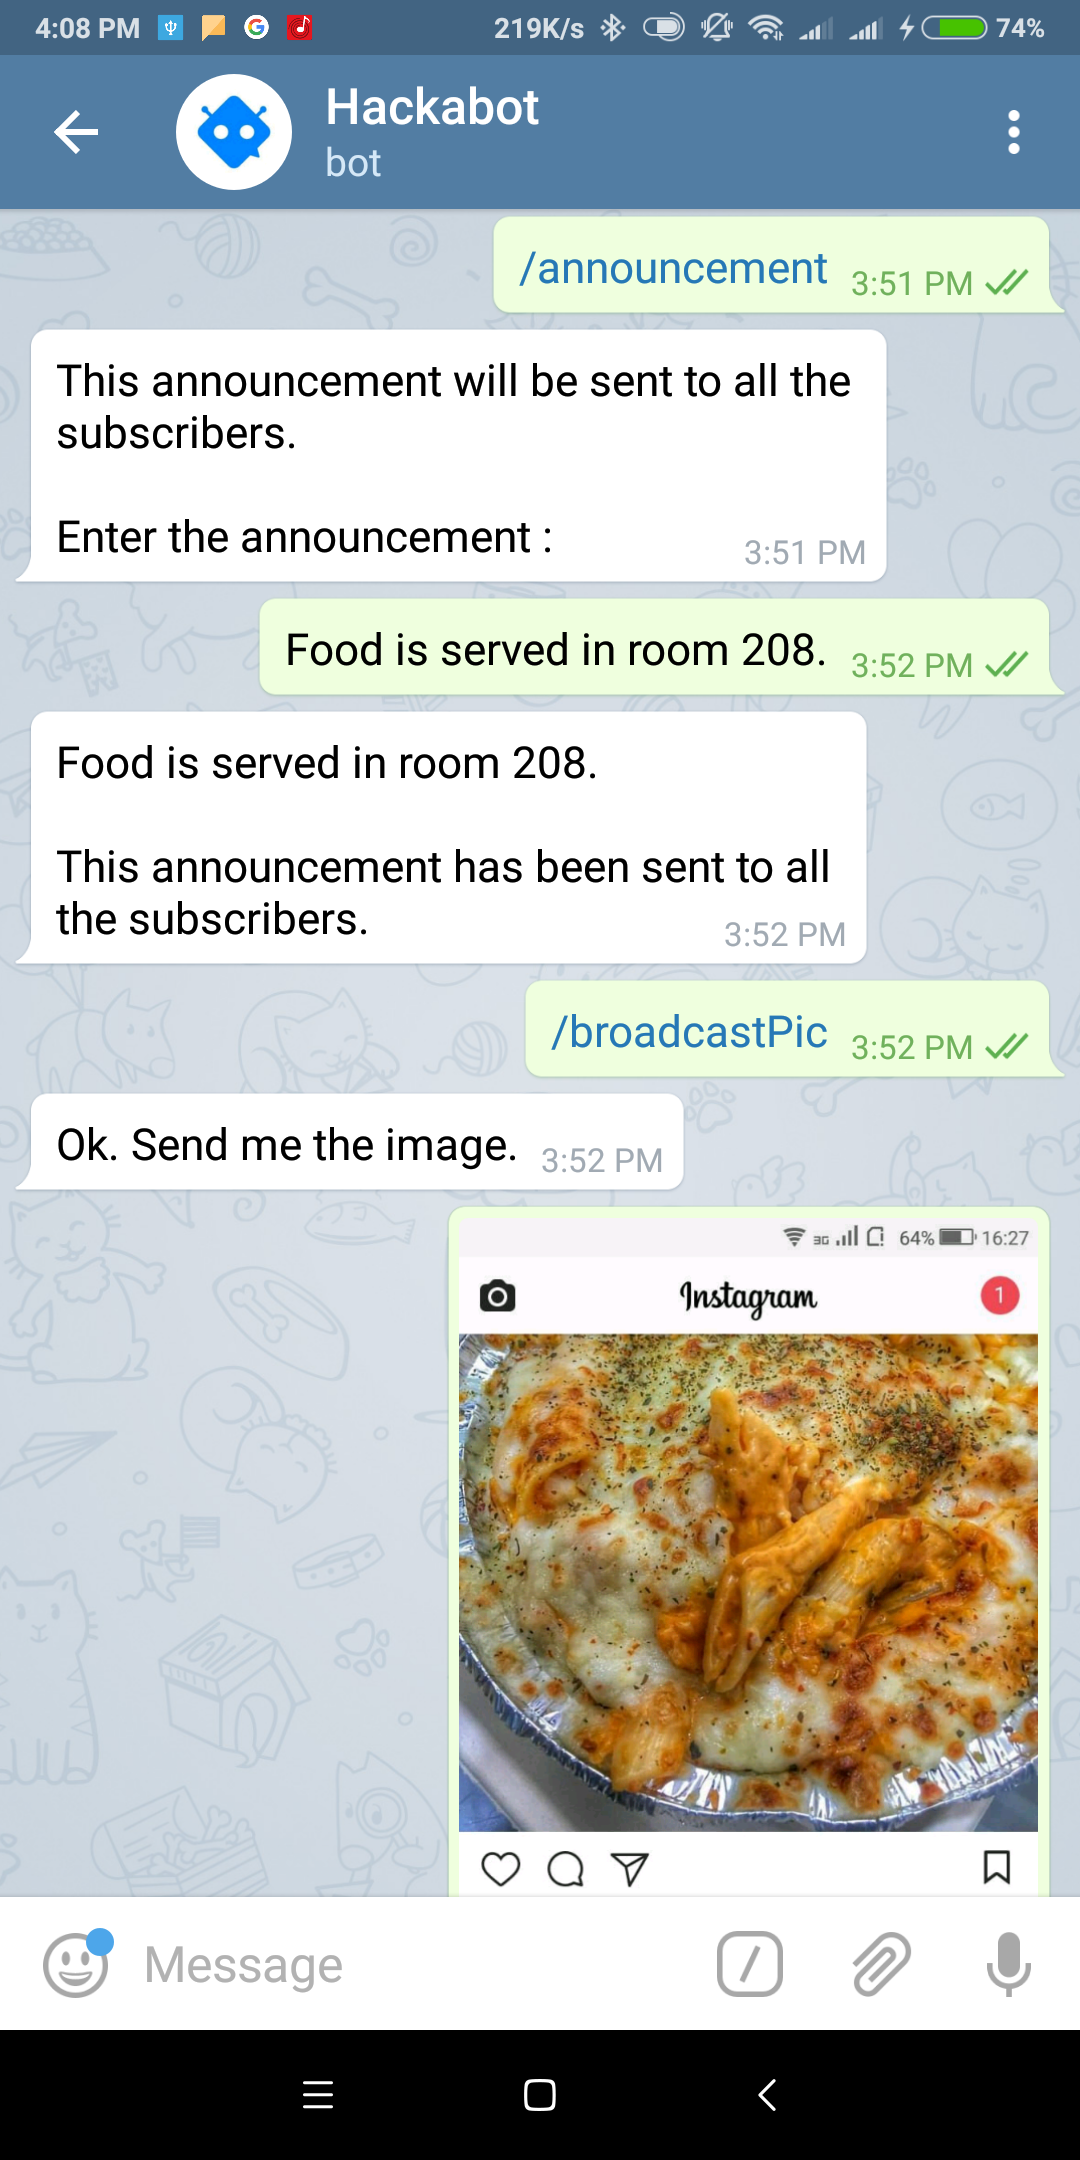 4:08 PM 219K/s 74%
Hackabot
bot
/announcement 3:51 PM
This announcement will be sent to all the
subscribers.
Enter the announcement : 3:51 PM
Food is served in room 208. 3:52 PM
Food is served in room 208.
This announcement has been sent to all
the subscribers. 3:52 PM
/broadcastPic 3:52 PM
Ok. Send me the image. 3:52 PM
3G 64% 16:27
Instagram 1
Message